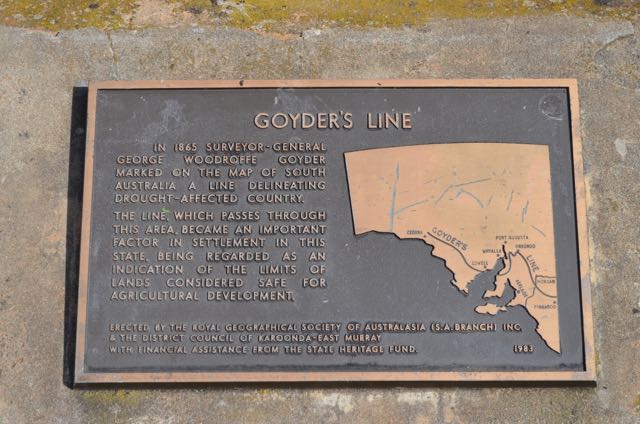 GOYDER'S LINE
IN 1865 SURVEYOR-GENERAL
GEORGE WOODROFFE GOYDER
MARKED ON THE MAP OF SOUTH
AUSTRALIA A LINE DELINEATING
DROUGHT-AFFECTED COUNTRY.
THE LINE, WHICH PASSES THROUGH
THIS AREA, BECAME AN IMPORTANT
FACTOR IN SETTLEMENT IN THIS
STATE, BEING REGARDED AS AN
INDICATION OF THE LIMITS OF
LANDS CONSIDERED SAFE FOR
AGRICULTURAL DEVELOPMENT.
CEDUNA
GOYDER'S
PORT AUGUSTA
WHYALLA
ORROROO
COWELL
LINE
MORGAN
ADELAIDE
PINNAROO
ERECTED BY THE ROYAL GEOGRAPHICAL SOCIETY OF AUSTRALASIA (S.A. BRANCH) INC
& THE DISTRICT COUNCIL OF KAROONDA-EAST MURRAY
WITH FINANCIAL ASSISTANCE FROM THE STATE HERITAGE FUND. 1983